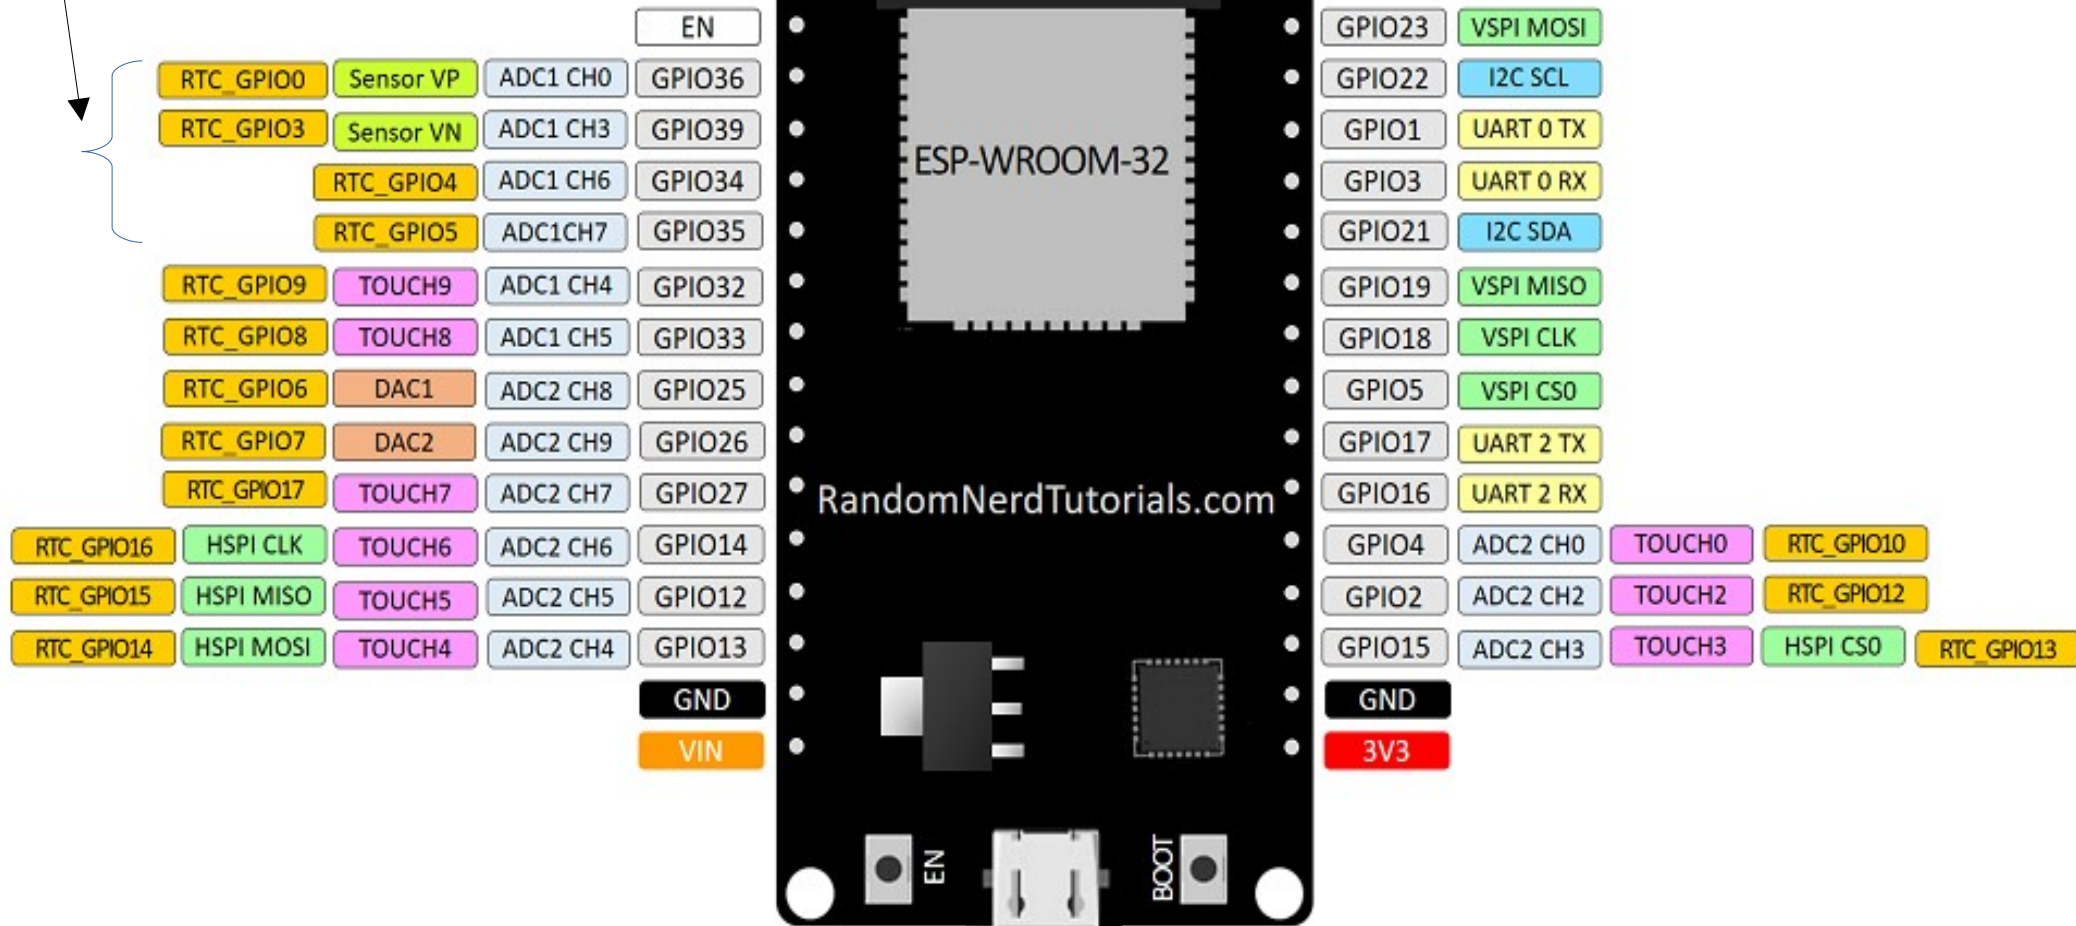 EN GPIO23 VSPI MOSI
RTC_GPIO0 Sensor VP ADC1 CH0 GPIO36 GPIO22 I2C SCL
RTC_GPIO3 Sensor VN ADC1 CH3 GPIO39 GPIO1 UART 0 TX
ESP-WROOM-32
RTC_GPIO4 ADC1 CH6 GPIO34 GPIO3 UART 0 RX
RTC_GPIO5 ADC1CH7 GPIO35 GPIO21 I2C SDA
RTC_GPIO9 TOUCH9 ADC1 CH4 GPIO32 GPIO19 VSPI MISO
RTC_GPIO8 TOUCH8 ADC1 CH5 GPIO33 GPIO18 VSPI CLK
RTC_GPIO6 DAC1 ADC2 CH8 GPIO25 GPIO5 VSPI CS0
RTC_GPIO7 DAC2 ADC2 CH9 GPIO26 GPIO17 UART 2 TX
RTC_GPIO17 TOUCH7 ADC2 CH7 GPIO27 RandomNerdTutorials.com GPIO16 UART 2 RX
RTC_GPIO16 HSPI CLK TOUCH6 ADC2 CH6 GPIO14 GPIO4 ADC2 CH0 TOUCH0 RTC_GPIO10
RTC_GPIO15 HSPI MISO TOUCH5 ADC2 CH5 GPIO12 GPIO2 ADC2 CH2 TOUCH2 RTC_GPIO12
RTC_GPIO14 HSPI MOSI TOUCH4 ADC2 CH4 GPIO13 GPIO15 ADC2 CH3 TOUCH3 HSPI CS0 RTC_GPIO13
GND GND
VIN 3V3
EN BOOT